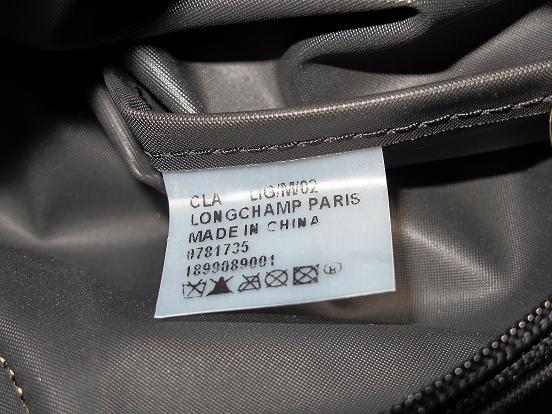 CLA LIG/M/02
LONGCHAMP PARIS
MADE IN CHINA
0781735
1899089001
®